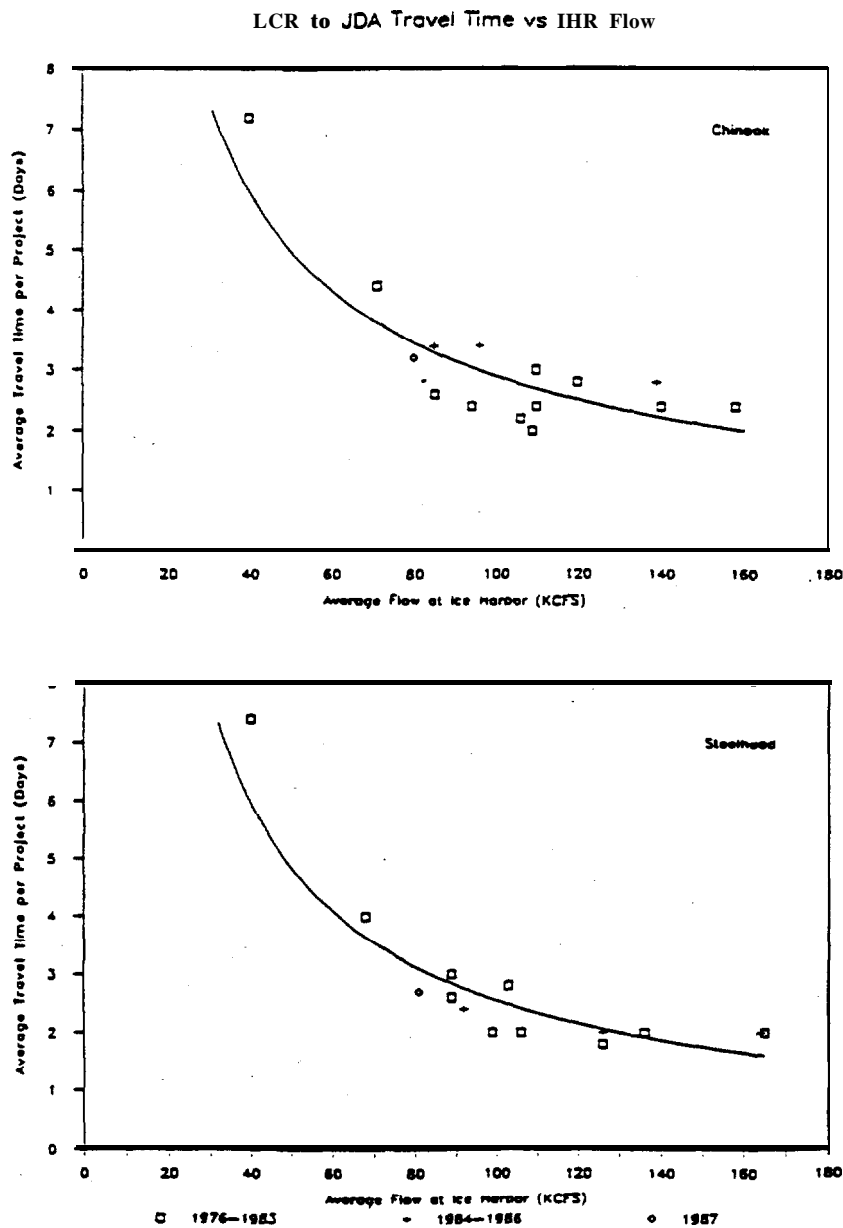 LCR to JDA Travel Time vs IHR Flow
8
7
6
5
4
3
2
1
Average Travel Time per Project (Days)
Chinook
0 20 40 60 80 100 120 140 160 180
Average Flow at Ice Harbor (KCFS)
7
6
5
4
3
2
1
0
Average Travel Time per Project (Days)
Steelhead
0 20 40 60 80 100 120 140 160 180
Average Flow at Ice Harbor (KCFS)
1976-1983 1984-1986 1987